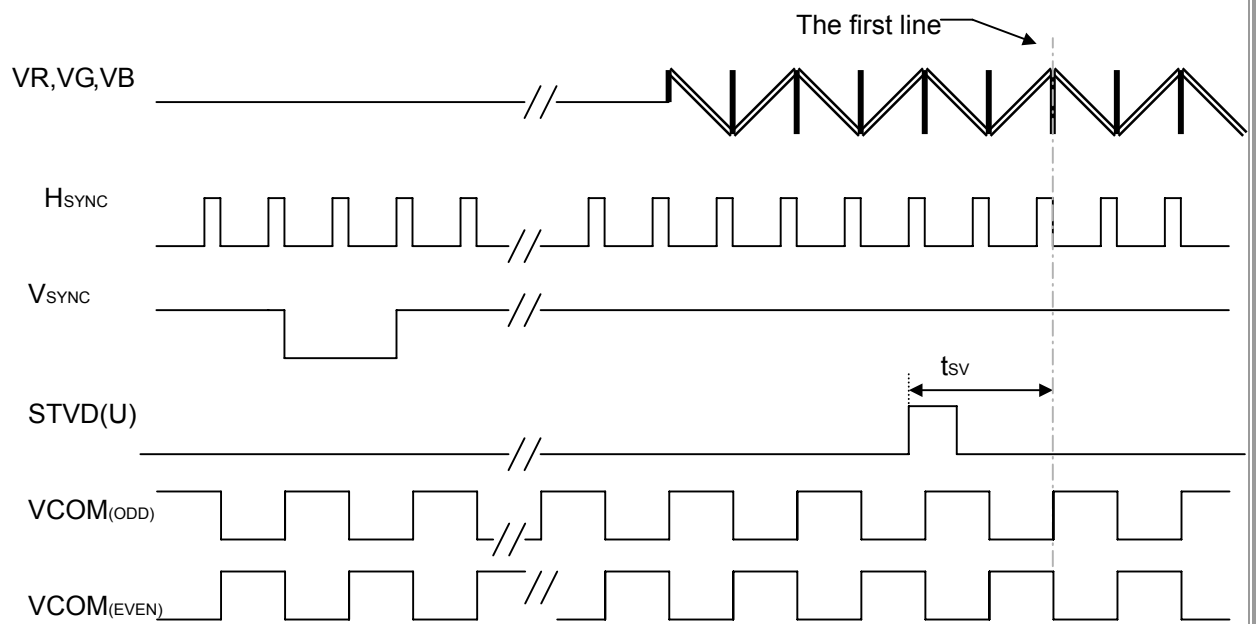 The first line
VR,VG,VB
HSYNC
VSYNC
tSV
STVD(U)
VCOM(ODD)
VCOM(EVEN)